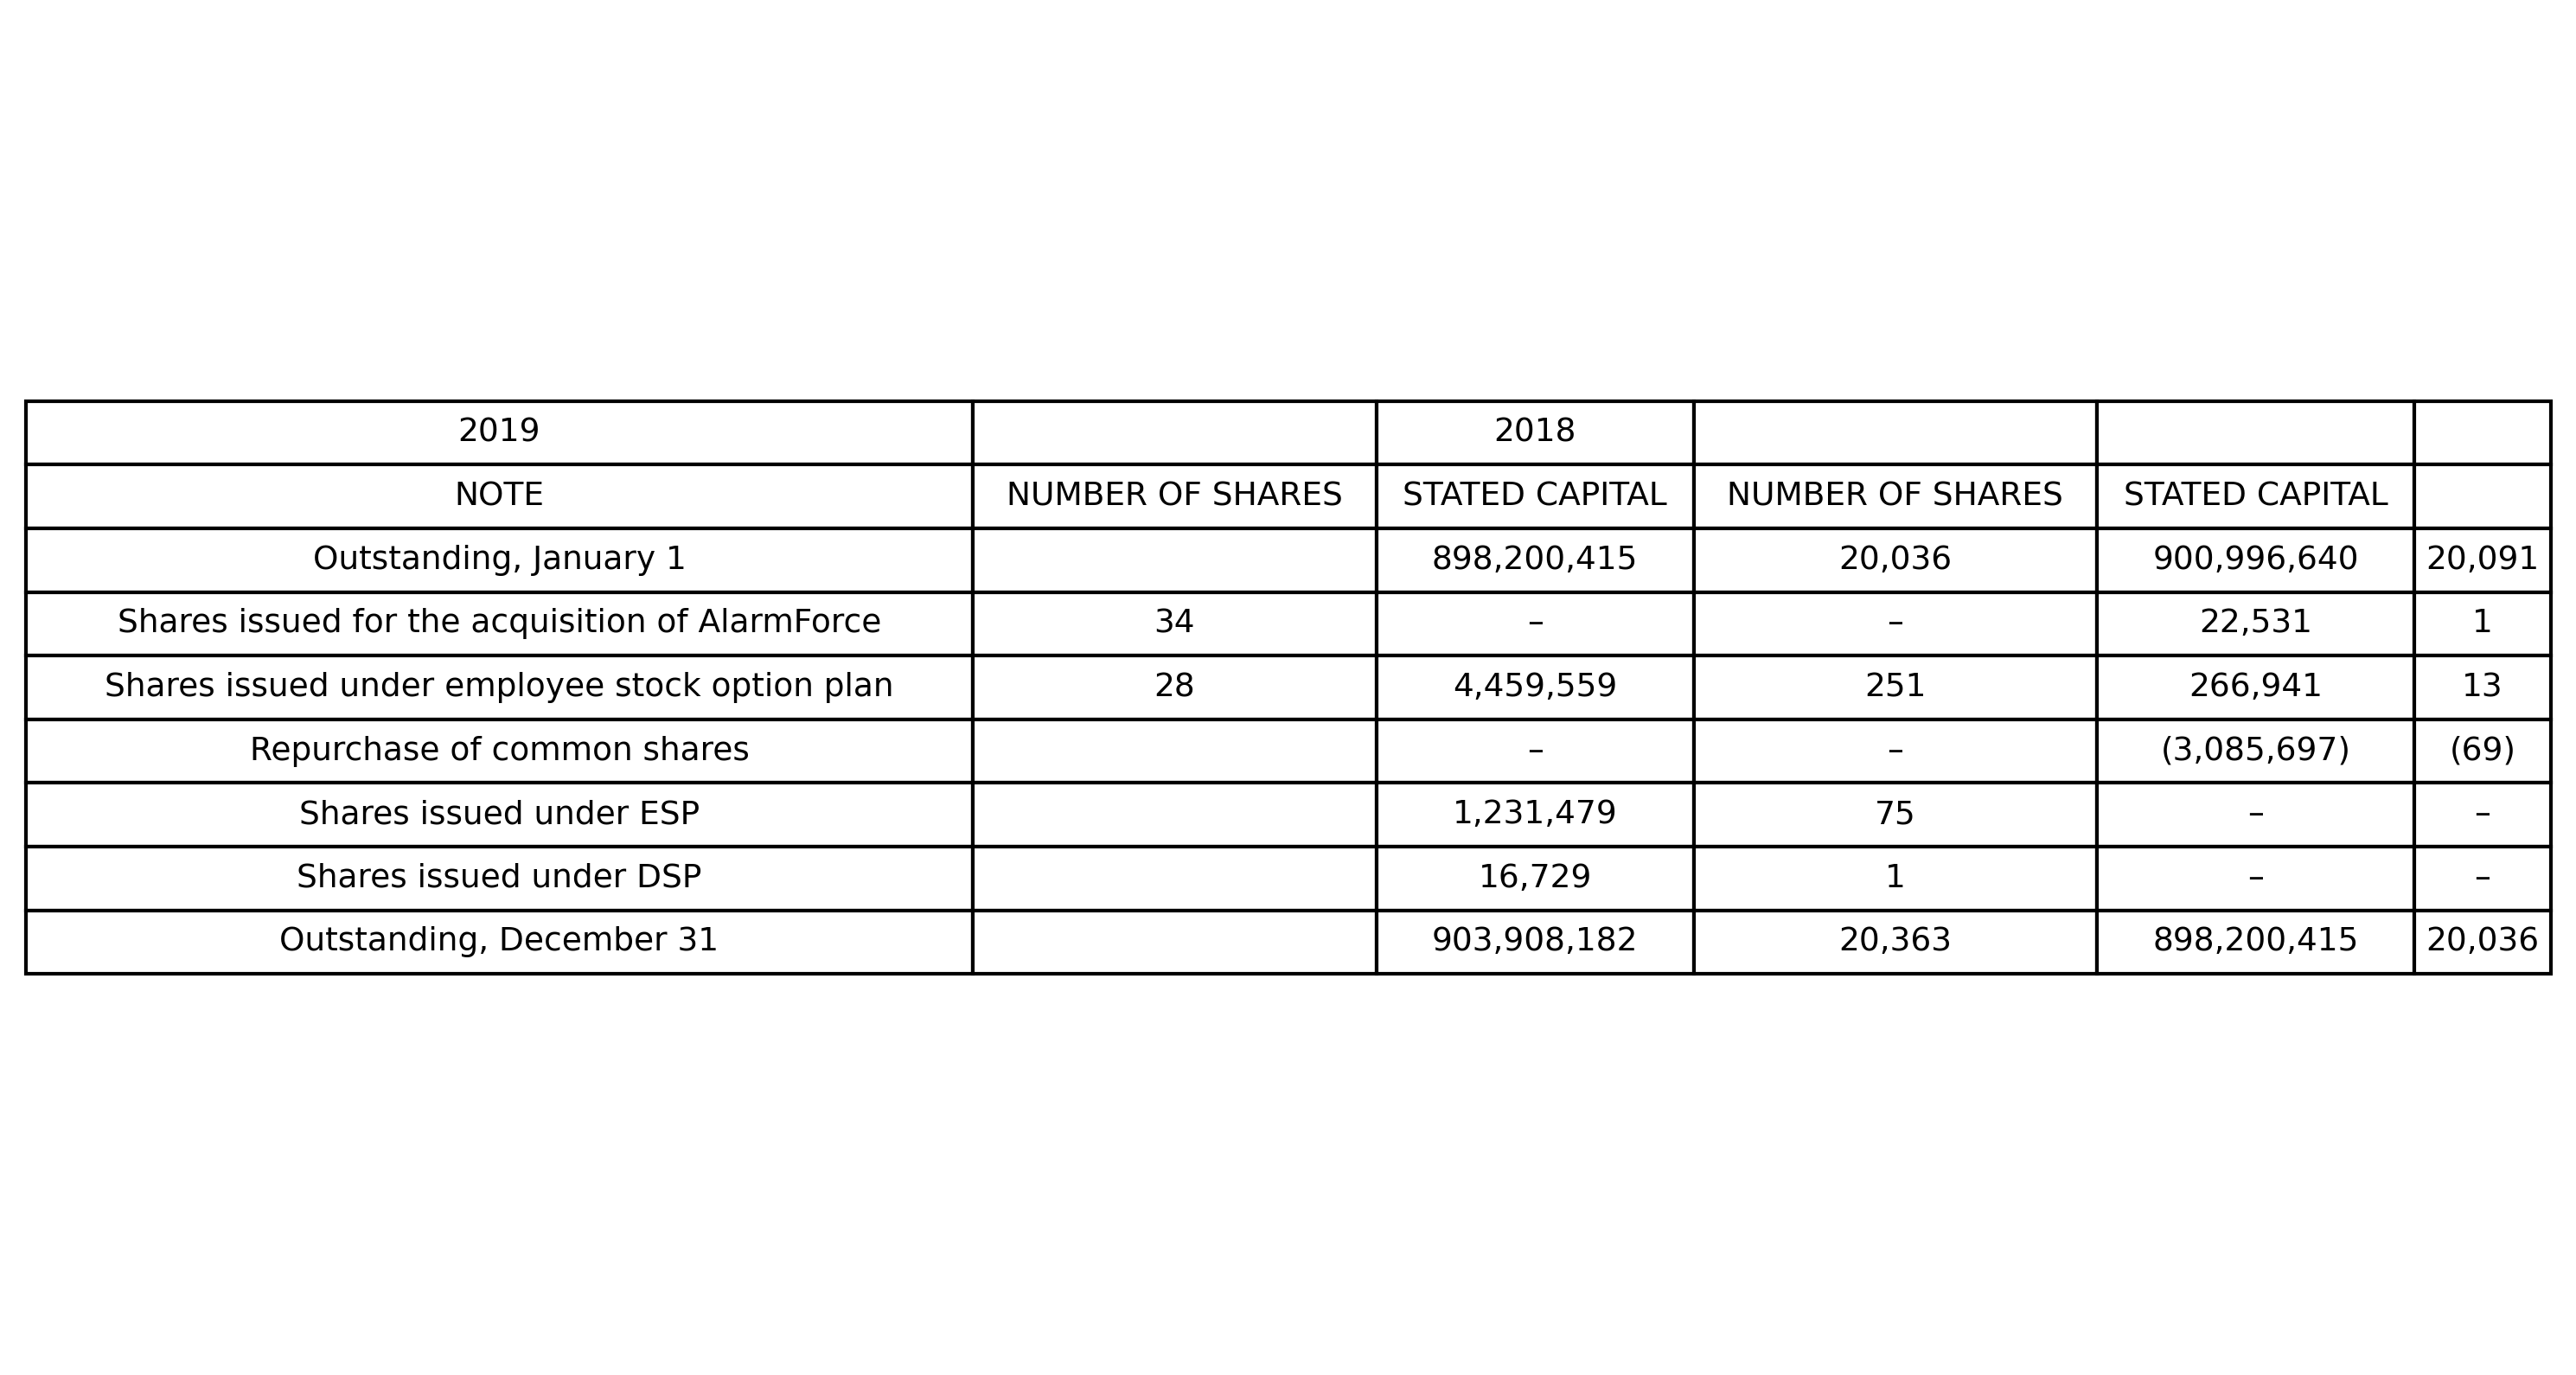 2019 2018
NOTE NUMBER OF SHARES STATED CAPITAL NUMBER OF SHARES STATED CAPITAL
Outstanding, January 1 898,200,415 20,036 900,996,640 20,091
Shares issued for the acquisition of AlarmForce 34 – – 22,531 1
Shares issued under employee stock option plan 28 4,459,559 251 266,941 13
Repurchase of common shares – – (3,085,697) (69)
Shares issued under ESP 1,231,479 75 – –
Shares issued under DSP 16,729 1 – –
Outstanding, December 31 903,908,182 20,363 898,200,415 20,036